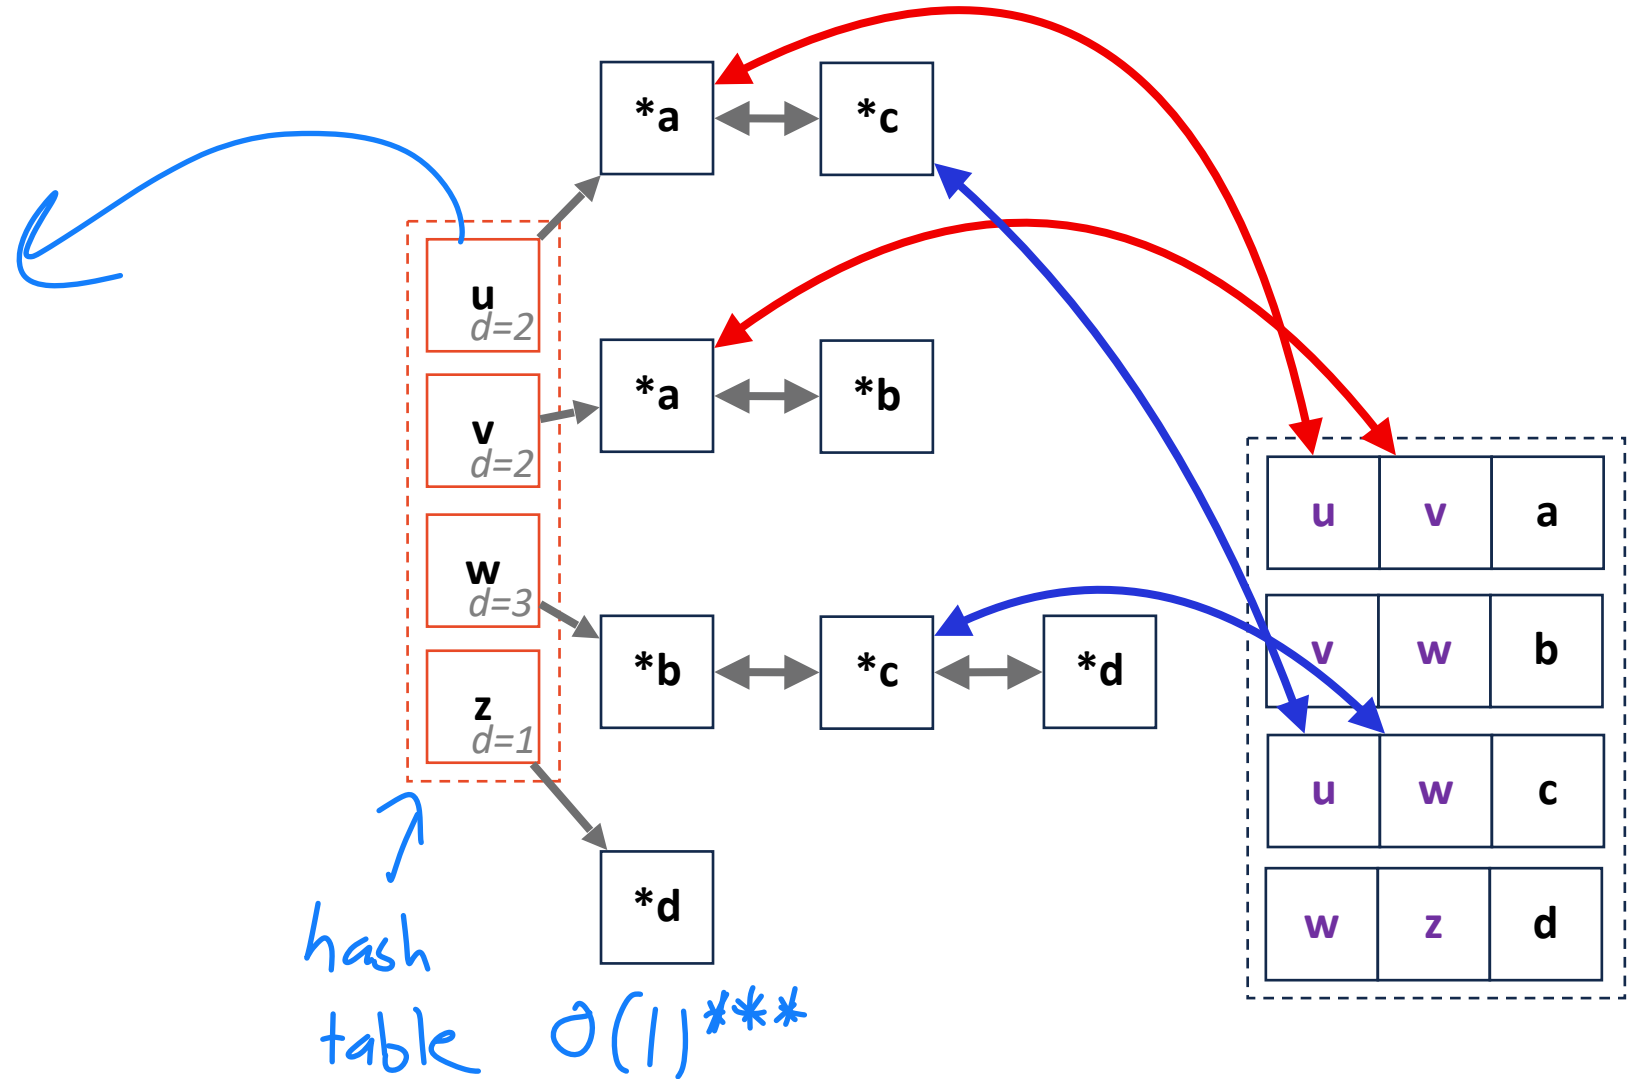 *a *c
u
d=2
v
d=2
*a *b
w
d=3
*b *c *d
z
d=1
*d
u v a
v w b
u w c
w z d
hash
table O(1)***